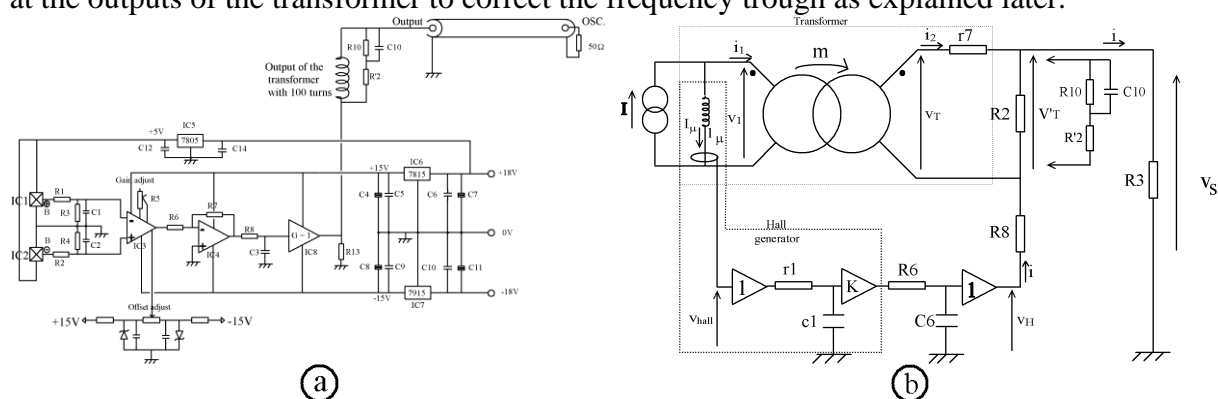 at the outputs of the transformer to correct the frequency trough as explained later.
Output
OSC.
R10
C10
50Ω
R'2
Output of the
transformer
with 100 turns
+5V
IC5
7805
C12
C14
+15V
IC6
7815
+18V
Gain adjust
R5
IC1
R1
B
R3
C1
R4
C2
B
IC2
R2
IC3
R6
R7
IC4
R8
C3
G = 1
IC8
R13
C4
C5
C6
C7
0V
C8
C9
C10
C11
-15V
7915
IC7
-18V
Offset adjust
+15V
-15V
a
Transformer
i1
m
i2
r7
i
I
v1
Iμ
Iμ
vT
R2
V'T
R10
C10
R'2
R3
vS
Hall
generator
R8
i
r1
R6
1
K
1
vhall
c1
C6
vH
b